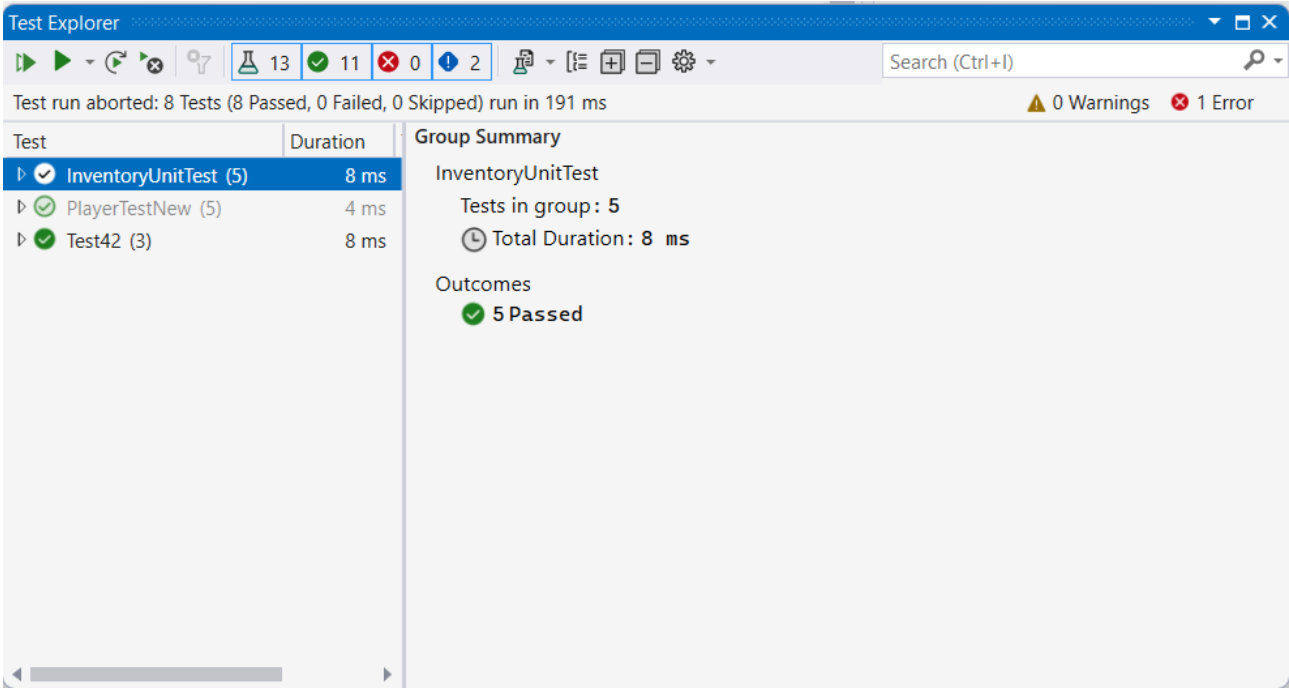 Test Explorer
13 11 0 2 Search (Ctrl+I)
Test run aborted: 8 Tests (8 Passed, 0 Failed, 0 Skipped) run in 191 ms 0 Warnings 1 Error
Test Duration
InventoryUnitTest (5) 8 ms
PlayerTestNew (5) 4 ms
Test42 (3) 8 ms
Group Summary
InventoryUnitTest
Tests in group: 5
Total Duration: 8 ms
Outcomes
5 Passed